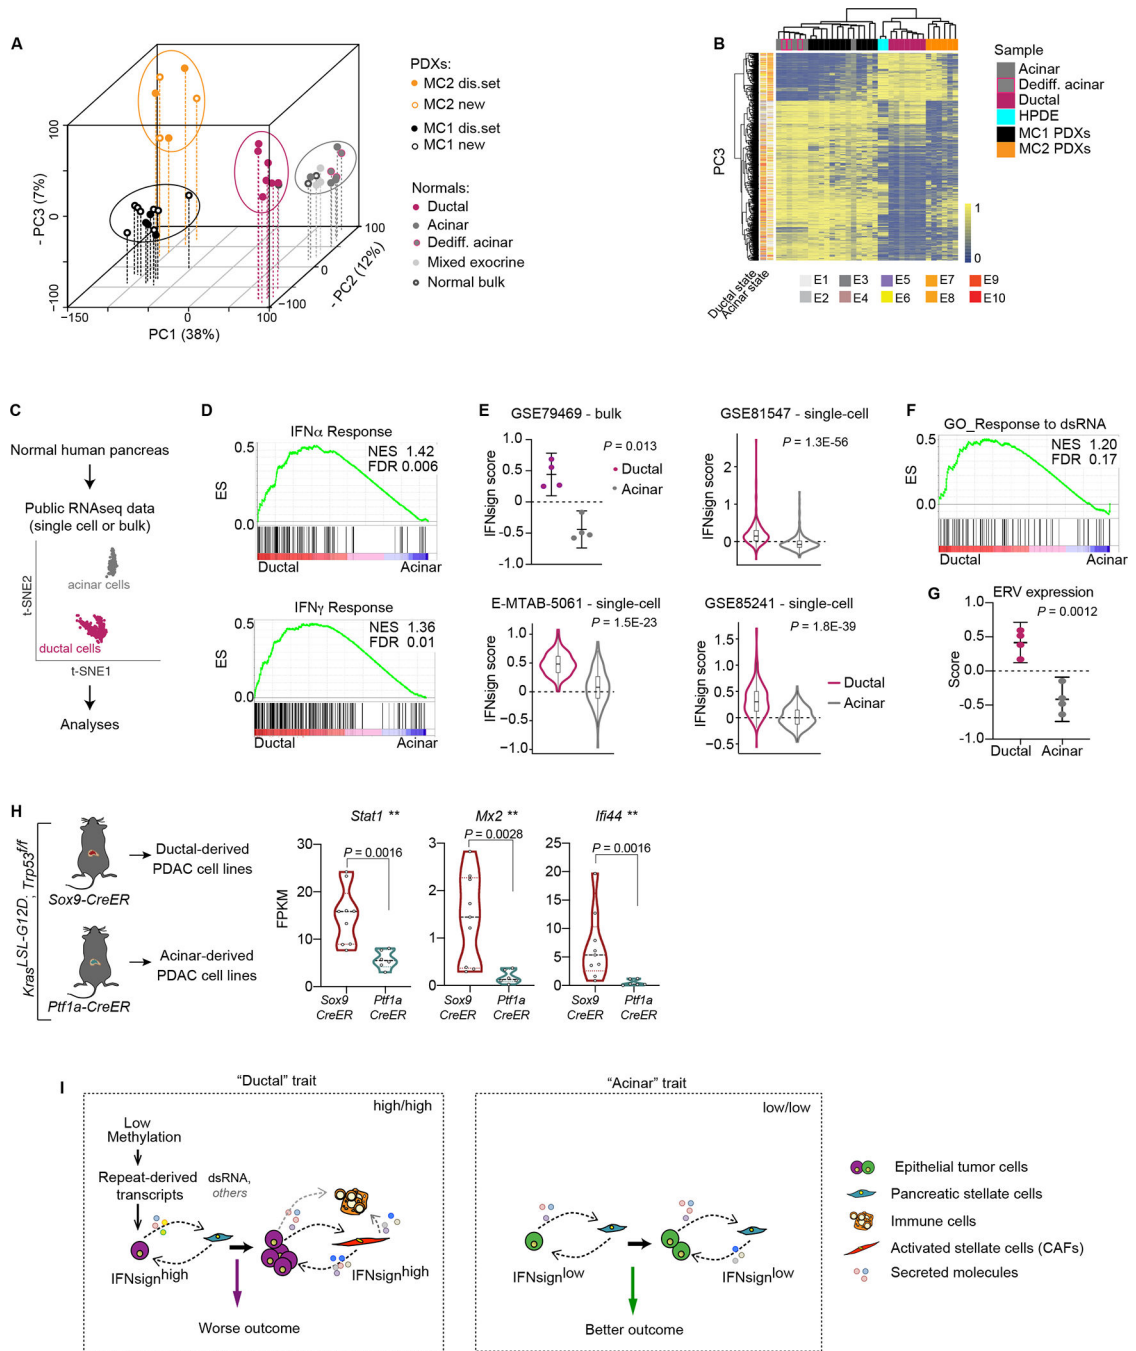 A
PDXs:
MC2 dis.set
MC2 new
MC1 dis.set
MC1 new
Normals:
Ductal
Acinar
Dediff. acinar
Mixed exocrine
Normal bulk
100
0
−100
- PC3 (7%)
−150
0
100
PC1 (38%)
−100
0
100
- PC2 (12%)
B
PC3
Ductal state
Acinar state
Sample
Acinar
Dediff. acinar
Ductal
HPDE
MC1 PDXs
MC2 PDXs
1
0
E1 E3 E5 E7 E9
E2 E4 E6 E8 E10
C
Normal human pancreas
Public RNAseq data
(single cell or bulk)
t-SNE2
acinar cells
ductal cells
t-SNE1
Analyses
D
IFNα Response
0.5
NES 1.42
FDR 0.006
ES
0.0
Ductal Acinar
IFNγ Response
0.5
NES 1.36
FDR 0.01
ES
0.0
Ductal Acinar
E
GSE79469 - bulk
IFNsign score
1.0
0.5
0
−0.5
-1.0
P = 0.013
Ductal
Acinar
GSE81547 - single-cell
IFNsign score
2
1
0
P = 1.3E-56
E-MTAB-5061 - single-cell
IFNsign score
1.0
0.5
0
−0.5
−1.0
P = 1.5E-23
GSE85241 - single-cell
IFNsign score
1.5
1.0
0.5
0
−0.5
P = 1.8E-39
Ductal
Acinar
F
GO_Response to dsRNA
0.5
NES 1.20
FDR 0.17
ES
0.0
Ductal Acinar
G
ERV expression
P = 0.0012
Score
1.0
0.5
0.0
−0.5
-1.0
Ductal Acinar
H
KrasLSL-G12D; Trp53f/f
Sox9-CreER
Ductal-derived
PDAC cell lines
Ptf1a-CreER
Acinar-derived
PDAC cell lines
Stat1 **
P = 0.0016
FPKM
30
20
10
0
Sox9 Ptf1a
CreER CreER
Mx2 **
P = 0.0028
3
2
1
0
Sox9 Ptf1a
CreER CreER
Ifi44 **
P = 0.0016
25
20
15
10
5
0
Sox9 Ptf1a
CreER CreER
I
“Ductal” trait
high/high
Low
Methylation
Repeat-derived
transcripts
dsRNA,
others
IFNsignhigh
IFNsignhigh
Worse outcome
“Acinar” trait
low/low
IFNsignlow
IFNsignlow
Better outcome
Epithelial tumor cells
Pancreatic stellate cells
Immune cells
Activated stellate cells (CAFs)
Secreted molecules